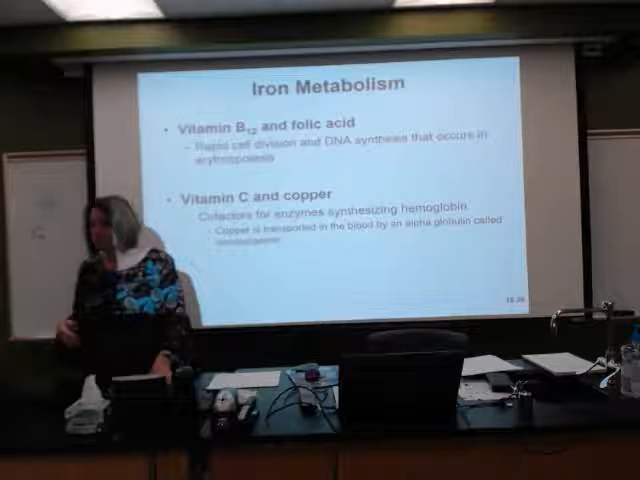 Iron Metabolism
• Vitamin B12 and folic acid
– Rapid cell division and DNA synthesis that occurs in
erythropoiesis
• Vitamin C and copper
Cofactors for enzymes synthesizing hemoglobin
Copper is transported in the blood by an alpha globulin called